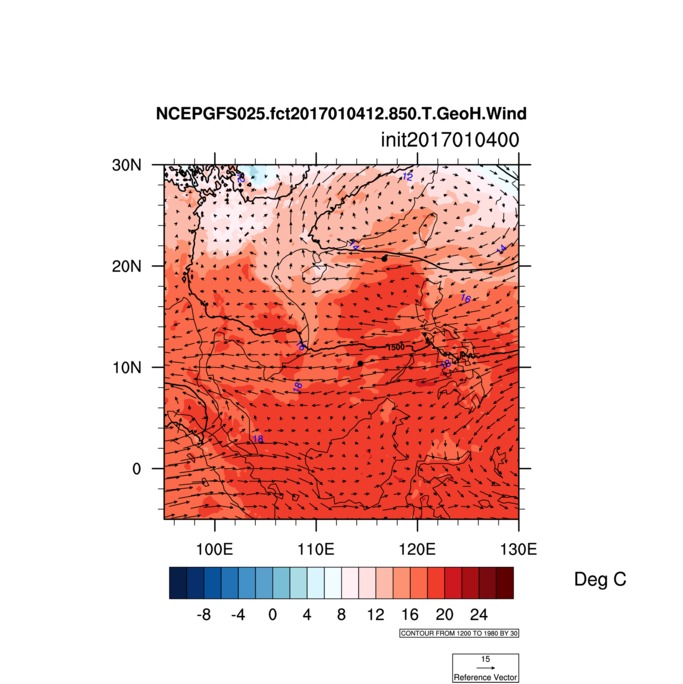 NCEPGFS025.fct2017010412.850.T.GeoH.Wind
init2017010400
30N
12
20N
16
1500
10N
18
18
0
100E 110E 120E 130E
Deg C
-8 -4 0 4 8 12 16 20 24
CONTOUR FROM 1200 TO 1980 BY 30
15
Reference Vector